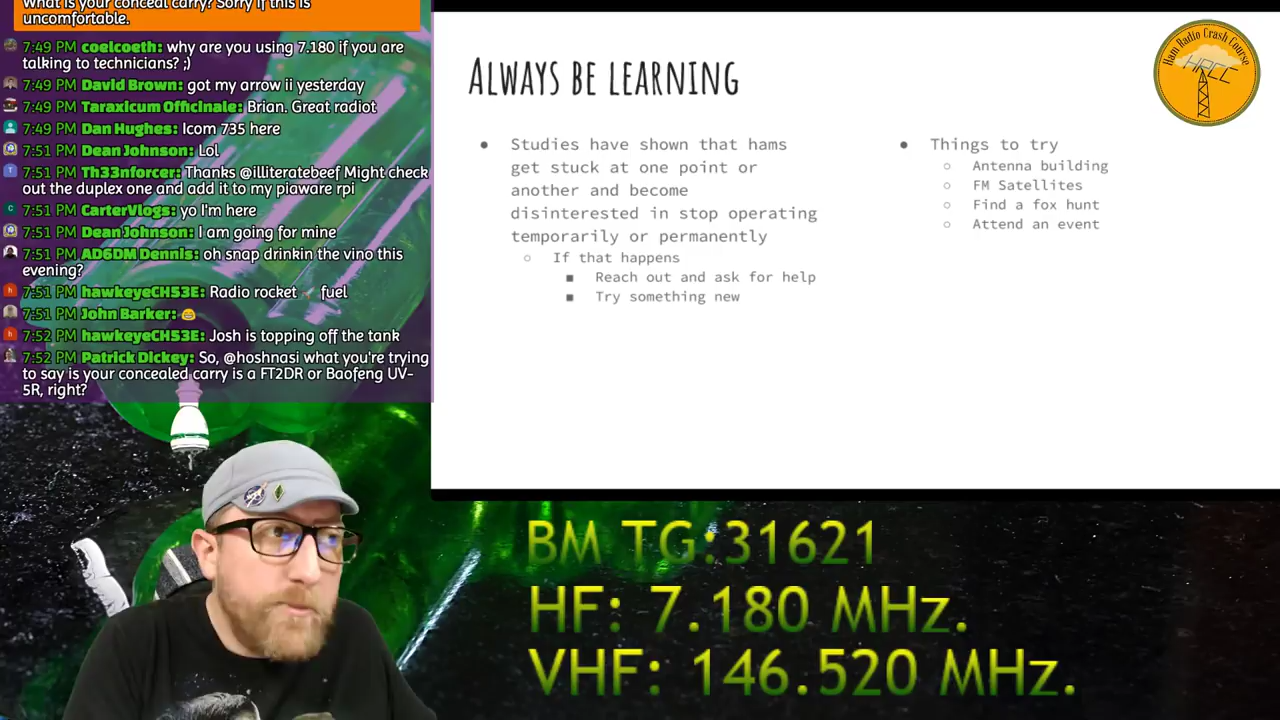 What is your conceal carry? Sorry if this is
uncomfortable.
7:49 PM coelcoeth: why are you using 7.180 if you are
talking to technicians? ;)
7:49 PM David Brown: got my arrow ii yesterday
7:49 PM Taraxicum Officinale: Brian. Great radiot
7:49 PM Dan Hughes: Icom 735 here
7:51 PM Dean Johnson: Lol
7:51 PM Th33nforcer: Thanks @illiteratebeef Might check
out the duplex one and add it to my piaware rpi
7:51 PM CarterVlogs: yo I'm here
7:51 PM Dean Johnson: I am going for mine
7:51 PM AD6DM Dennis: oh snap drinkin the vino this
evening?
7:51 PM hawkeyeCH53E: Radio rocket fuel
7:51 PM John Barker: 😂
7:52 PM hawkeyeCH53E: Josh is topping off the tank
7:52 PM Patrick Dickey: So, @hoshnasi what you're trying
to say is your concealed carry is a FT2DR or Baofeng UV-
5R, right?
Always be learning
Studies have shown that hams
get stuck at one point or
another and become
disinterested in stop operating
temporarily or permanently
If that happens
Reach out and ask for help
Try something new
Things to try
Antenna building
FM Satellites
Find a fox hunt
Attend an event
Ham Radio Crash Course
HRCC
BM TG:31621
HF: 7.180 MHz.
VHF: 146.520 MHz.